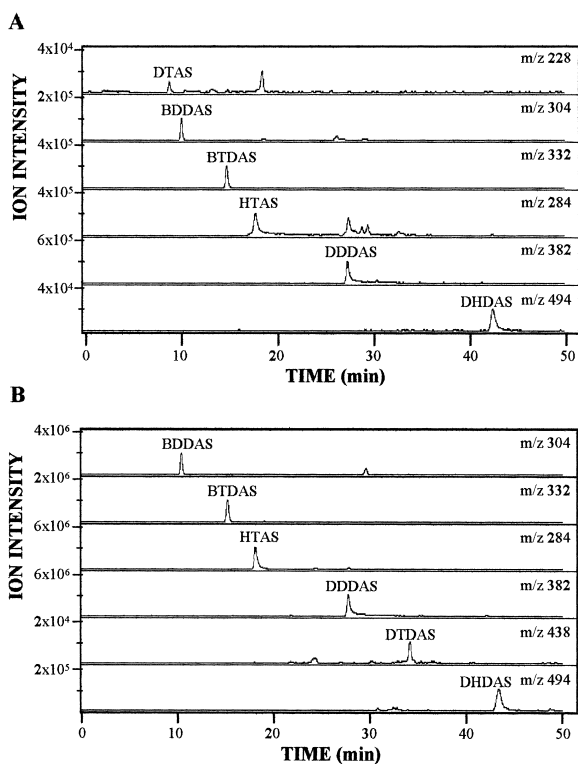 A
4x10⁴
m/z 228
DTAS
2x10⁵
m/z 304
BDDAS
4x10⁵
m/z 332
BTDAS
4x10⁵
m/z 284
HTAS
6x10⁵
m/z 382
DDDAS
4x10⁴
m/z 494
DHDAS
ION INTENSITY
0 10 20 30 40 50
TIME (min)
B
4x10⁶
m/z 304
BDDAS
2x10⁶
m/z 332
BTDAS
6x10⁶
m/z 284
HTAS
6x10⁶
m/z 382
DDDAS
2x10⁴
m/z 438
DTDAS
2x10⁵
m/z 494
DHDAS
ION INTENSITY
0 10 20 30 40 50
TIME (min)